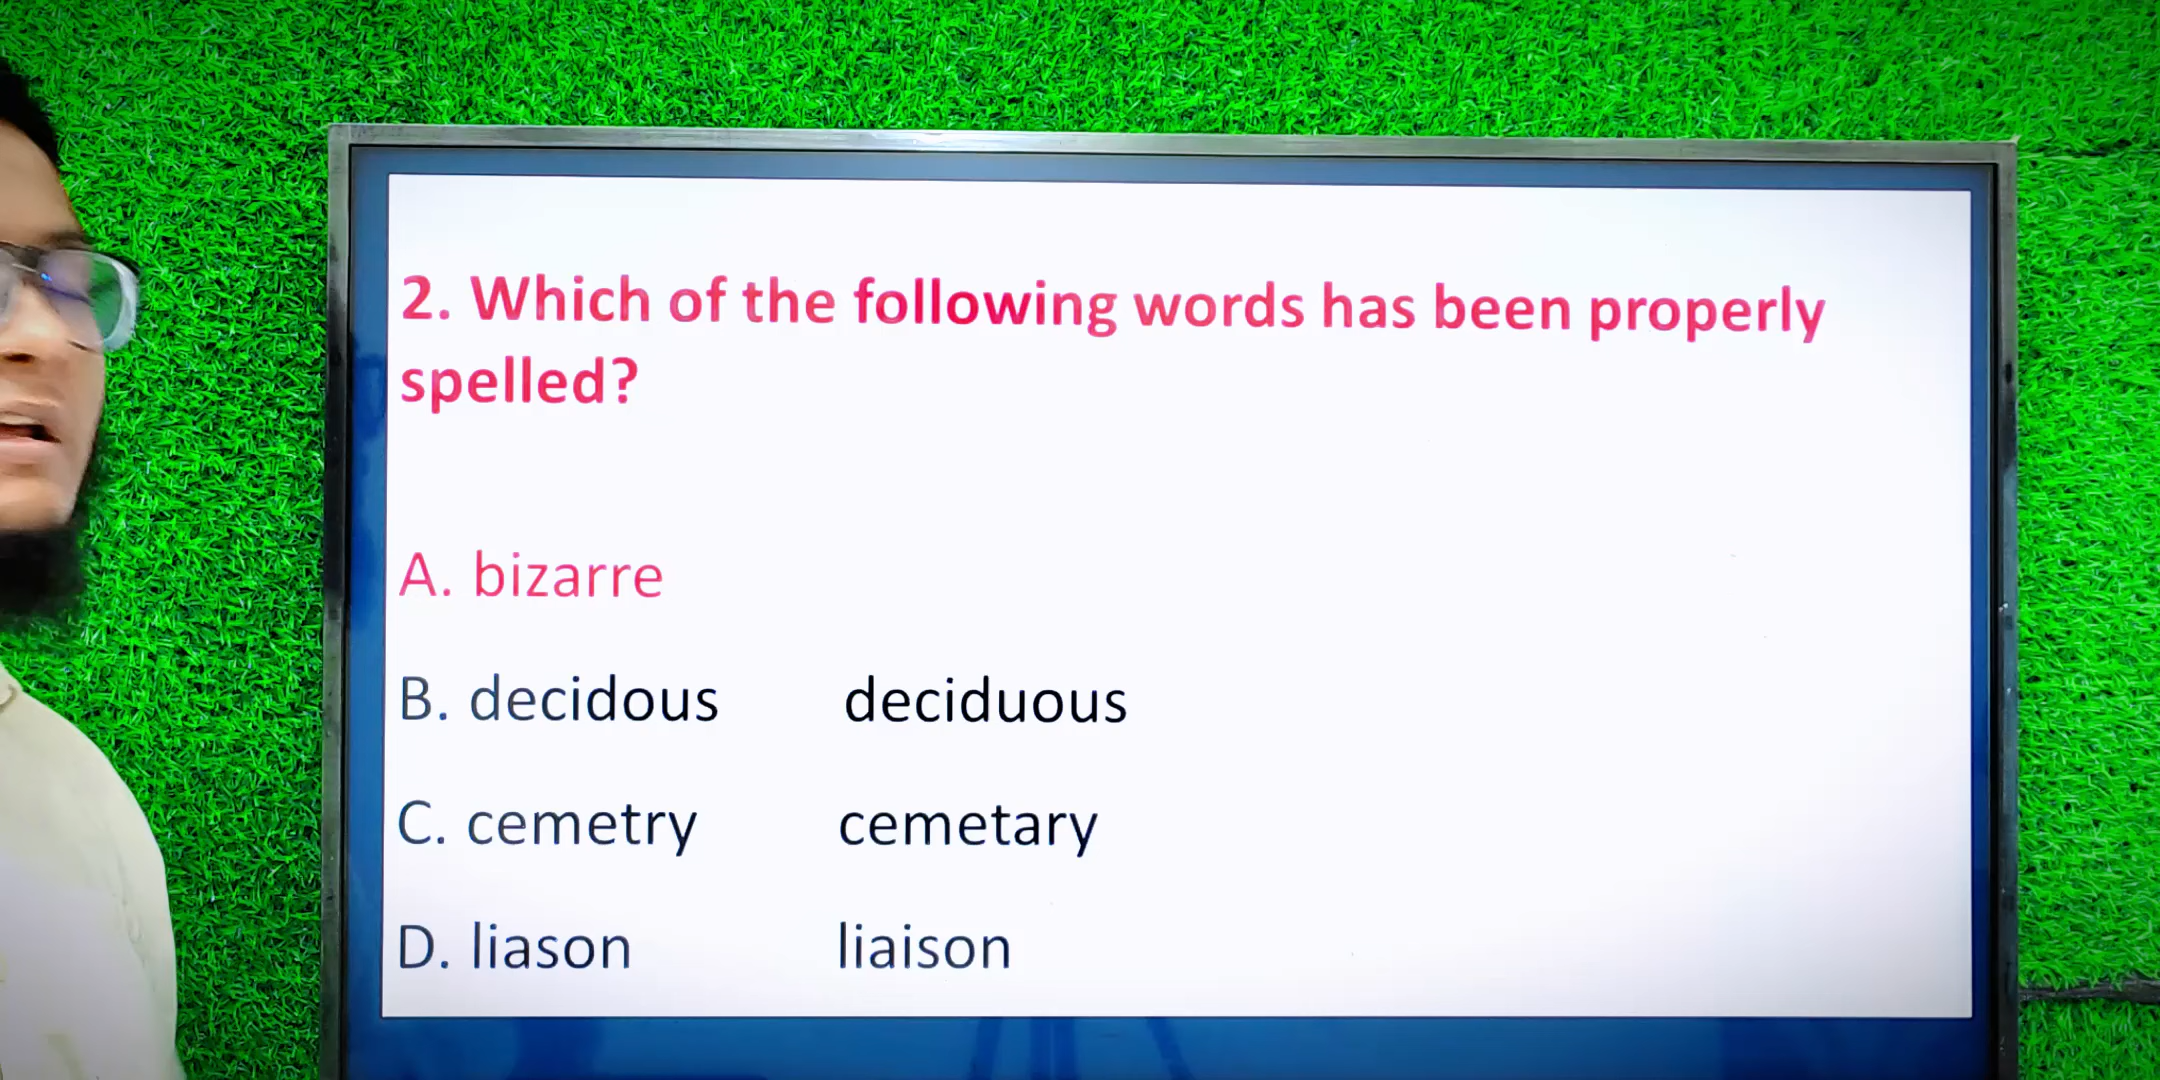 2. Which of the following words has been properly
spelled?
A. bizarre
B. decidous deciduous
C. cemetry cemetary
D. liason liaison